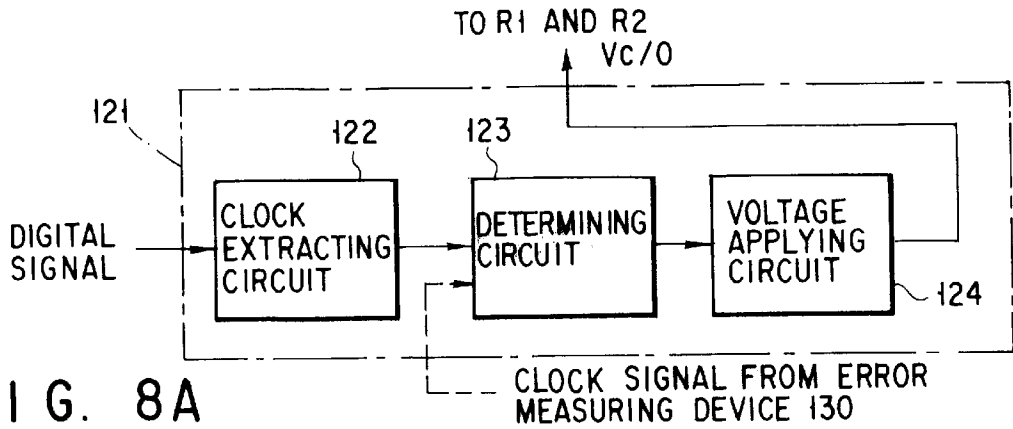 TO R1 AND R2
Vc/0
121
122
123
CLOCK
EXTRACTING
CIRCUIT
DETERMINING
CIRCUIT
VOLTAGE
APPLYING
CIRCUIT
DIGITAL
SIGNAL
124
CLOCK SIGNAL FROM ERROR
MEASURING DEVICE 130
I G. 8A